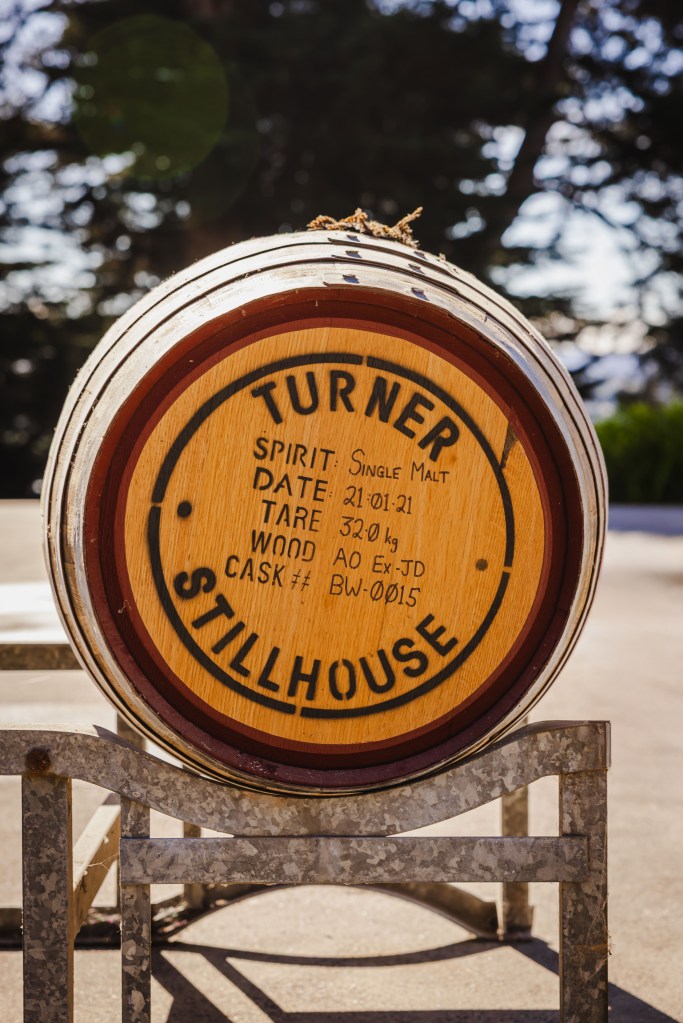 TURNER
SPIRIT: Single Malt
DATE: 21·01·21
TARE 32·0 kg
WOOD AO Ex-JD
CASK # BW-0015
STILLHOUSE